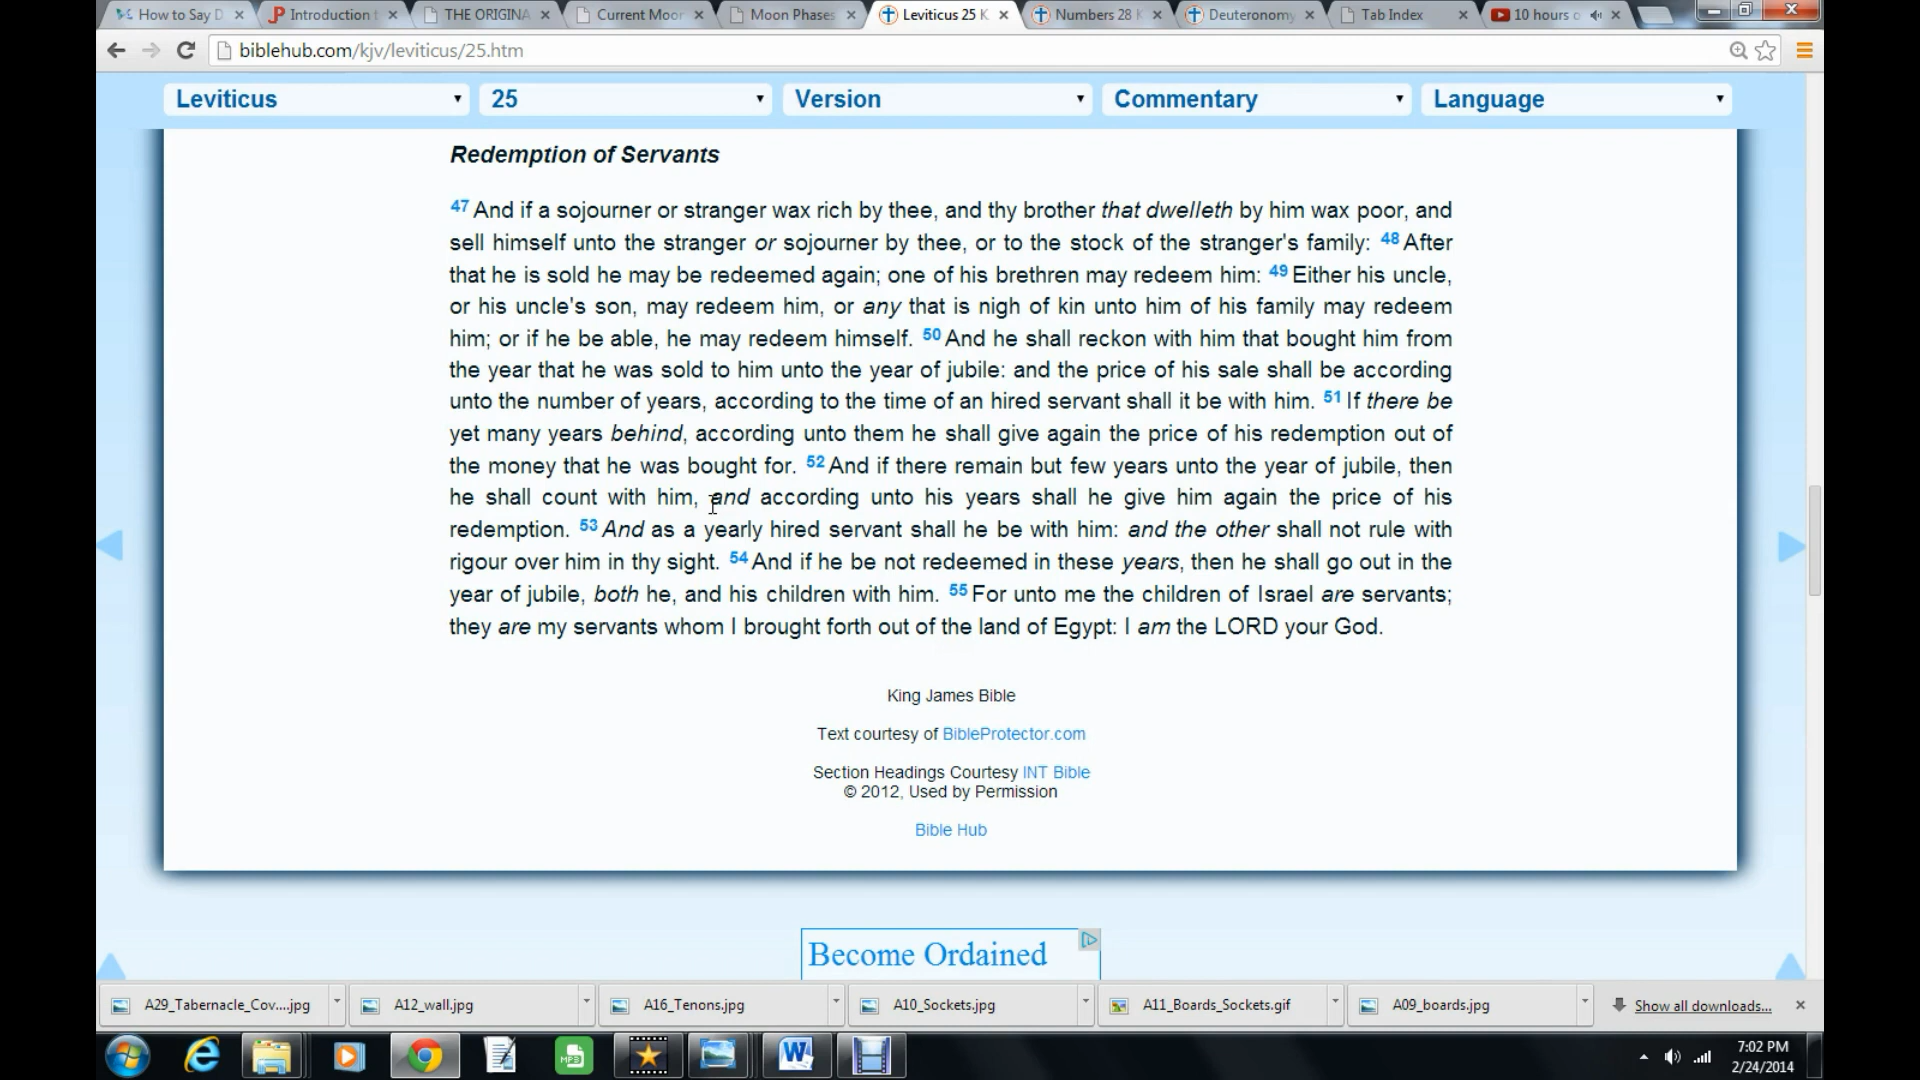 How to Say D
Introduction t
THE ORIGINA
Current Moon
Moon Phases
Leviticus 25 K
Numbers 28 K
Deuteronomy
Tab Index
10 hours o
biblehub.com/kjv/leviticus/25.htm
Leviticus 25 Version Commentary Language
Redemption of Servants
47 And if a sojourner or stranger wax rich by thee, and thy brother that dwelleth by him wax poor, and
sell himself unto the stranger or sojourner by thee, or to the stock of the stranger's family: 48 After
that he is sold he may be redeemed again; one of his brethren may redeem him: 49 Either his uncle,
or his uncle's son, may redeem him, or any that is nigh of kin unto him of his family may redeem
him; or if he be able, he may redeem himself. 50 And he shall reckon with him that bought him from
the year that he was sold to him unto the year of jubile: and the price of his sale shall be according
unto the number of years, according to the time of an hired servant shall it be with him. 51 If there be
yet many years behind, according unto them he shall give again the price of his redemption out of
the money that he was bought for. 52 And if there remain but few years unto the year of jubile, then
he shall count with him, and according unto his years shall he give him again the price of his
redemption. 53 And as a yearly hired servant shall he be with him: and the other shall not rule with
rigour over him in thy sight. 54 And if he be not redeemed in these years, then he shall go out in the
year of jubile, both he, and his children with him. 55 For unto me the children of Israel are servants;
they are my servants whom I brought forth out of the land of Egypt: I am the LORD your God.
King James Bible
Text courtesy of BibleProtector.com
Section Headings Courtesy INT Bible
© 2012, Used by Permission
Bible Hub
Become Ordained
A29_Tabernacle_Cov....jpg
A12_wall.jpg
A16_Tenons.jpg
A10_Sockets.jpg
A11_Boards_Sockets.gif
A09_boards.jpg
Show all downloads...
MP3
W
7:02 PM
2/24/2014